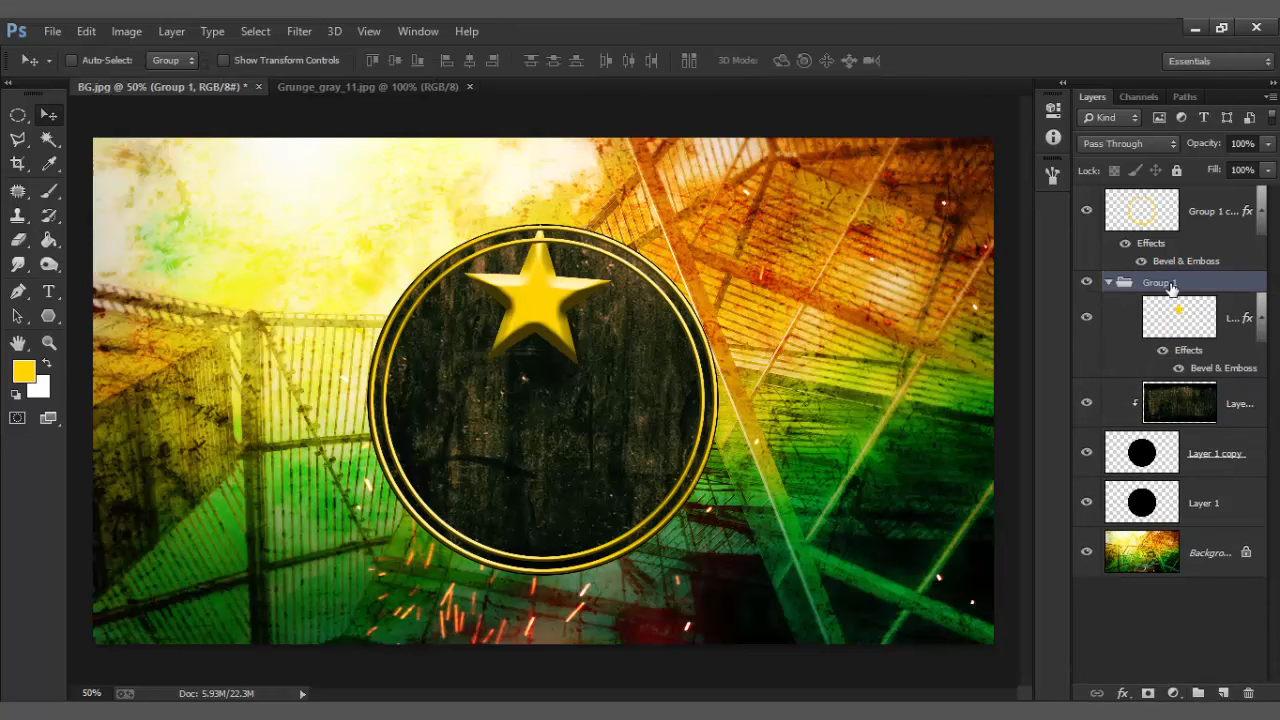 Ps File Edit Image Layer Type Select Filter 3D View Window Help
Auto-Select: Group Show Transform Controls 3D Mode: Essentials
BG.jpg @ 50% (Group 1, RGB/8#) * × Grunge_gray_11.jpg @ 100% (RGB/8) ×
Layers Channels Paths
Kind
Pass Through Opacity: 100%
Lock: Fill: 100%
Group 1 c... fx
Effects
Bevel & Emboss
Group 1
L... fx
Effects
Bevel & Emboss
Laye...
Layer 1 copy
Layer 1
Backgro...
50% Doc: 5.93M/22.3M